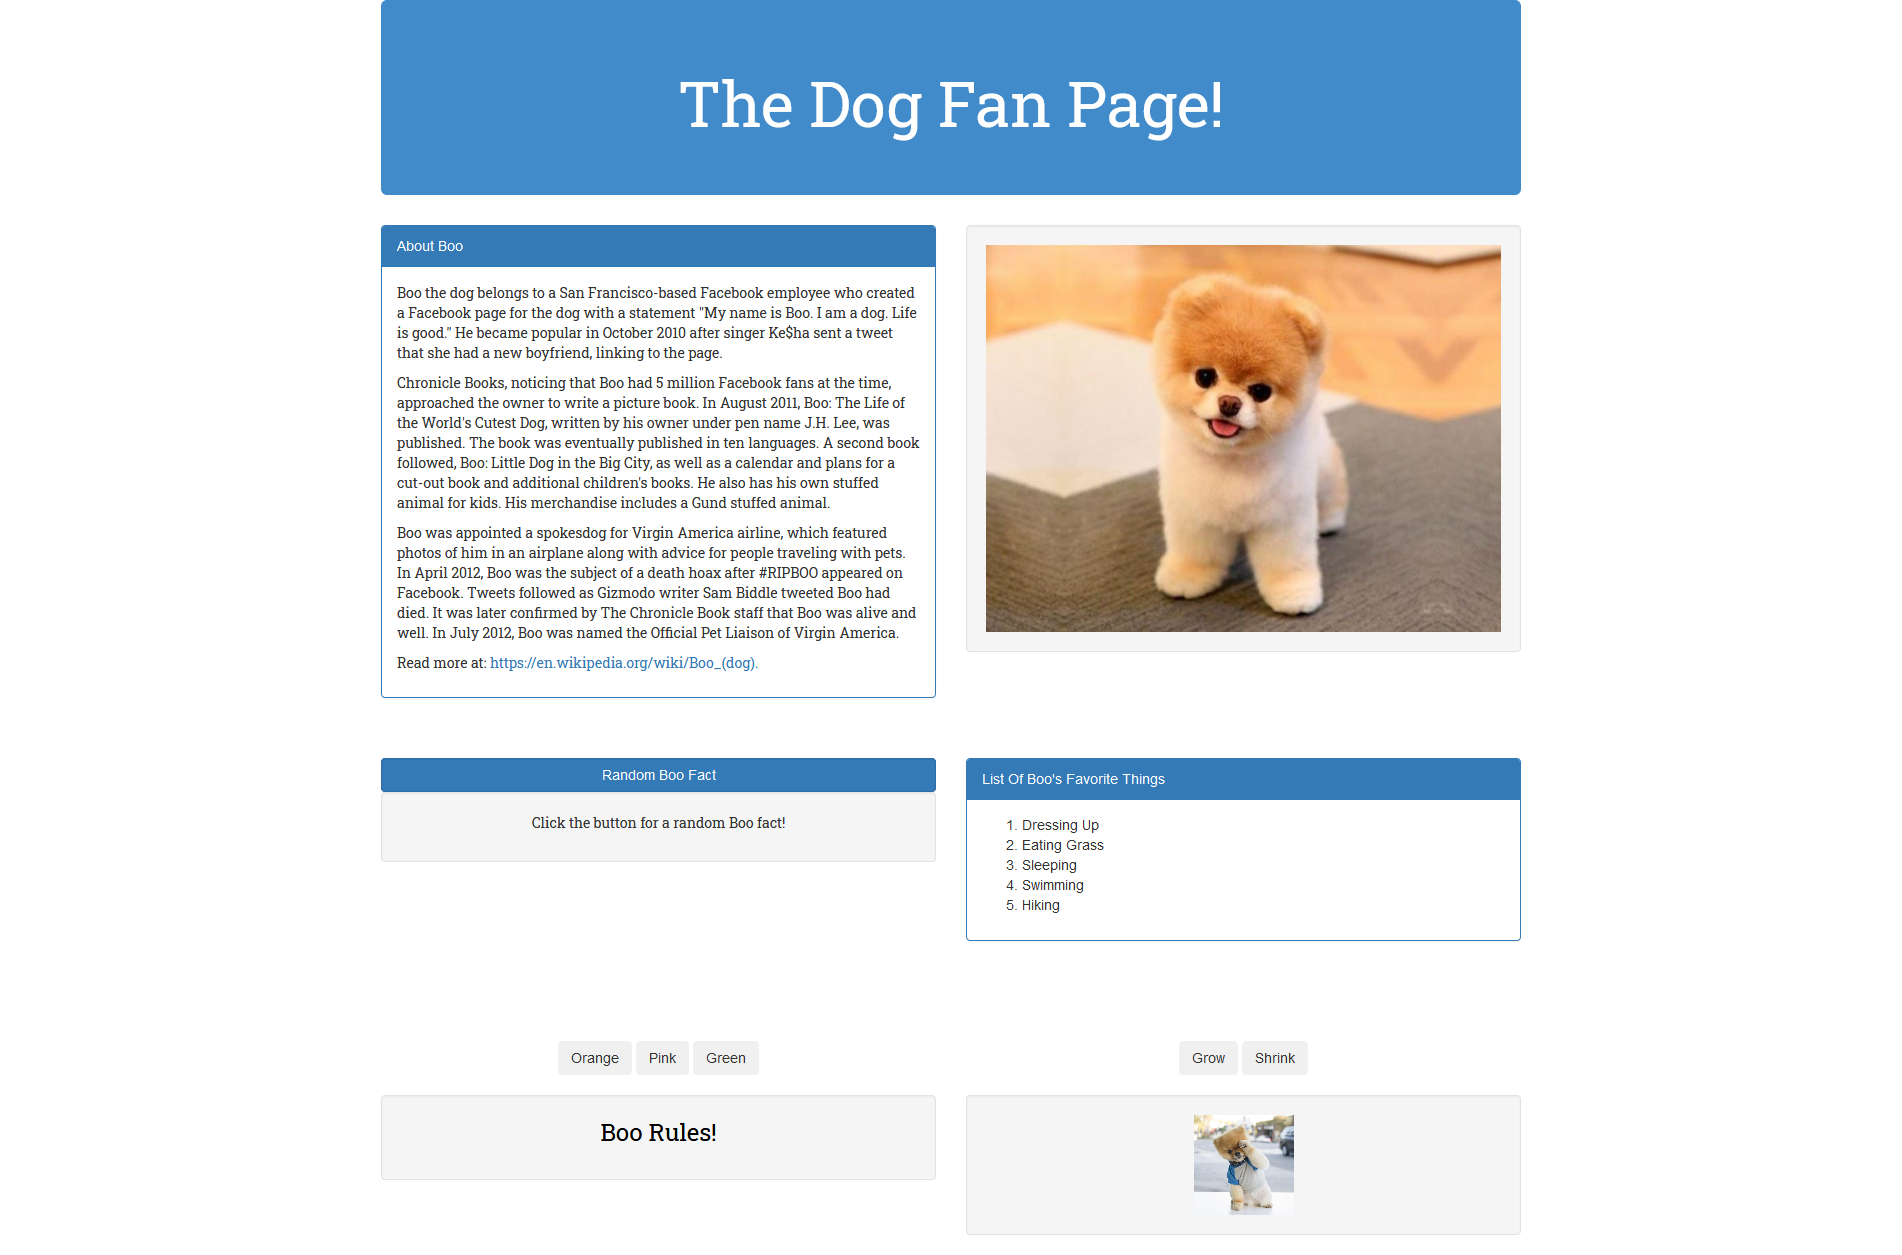 The Dog Fan Page!
About Boo
Boo the dog belongs to a San Francisco-based Facebook employee who created
a Facebook page for the dog with a statement "My name is Boo. I am a dog. Life
is good." He became popular in October 2010 after singer Ke$ha sent a tweet
that she had a new boyfriend, linking to the page.
Chronicle Books, noticing that Boo had 5 million Facebook fans at the time,
approached the owner to write a picture book. In August 2011, Boo: The Life of
the World's Cutest Dog, written by his owner under pen name J.H. Lee, was
published. The book was eventually published in ten languages. A second book
followed, Boo: Little Dog in the Big City, as well as a calendar and plans for a
cut-out book and additional children's books. He also has his own stuffed
animal for kids. His merchandise includes a Gund stuffed animal.
Boo was appointed a spokesdog for Virgin America airline, which featured
photos of him in an airplane along with advice for people traveling with pets.
In April 2012, Boo was the subject of a death hoax after #RIPBOO appeared on
Facebook. Tweets followed as Gizmodo writer Sam Biddle tweeted Boo had
died. It was later confirmed by The Chronicle Book staff that Boo was alive and
well. In July 2012, Boo was named the Official Pet Liaison of Virgin America.
Read more at: https://en.wikipedia.org/wiki/Boo_(dog).
Random Boo Fact
Click the button for a random Boo fact!
List Of Boo's Favorite Things
1. Dressing Up
2. Eating Grass
3. Sleeping
4. Swimming
5. Hiking
Orange Pink Green
Boo Rules!
Grow Shrink